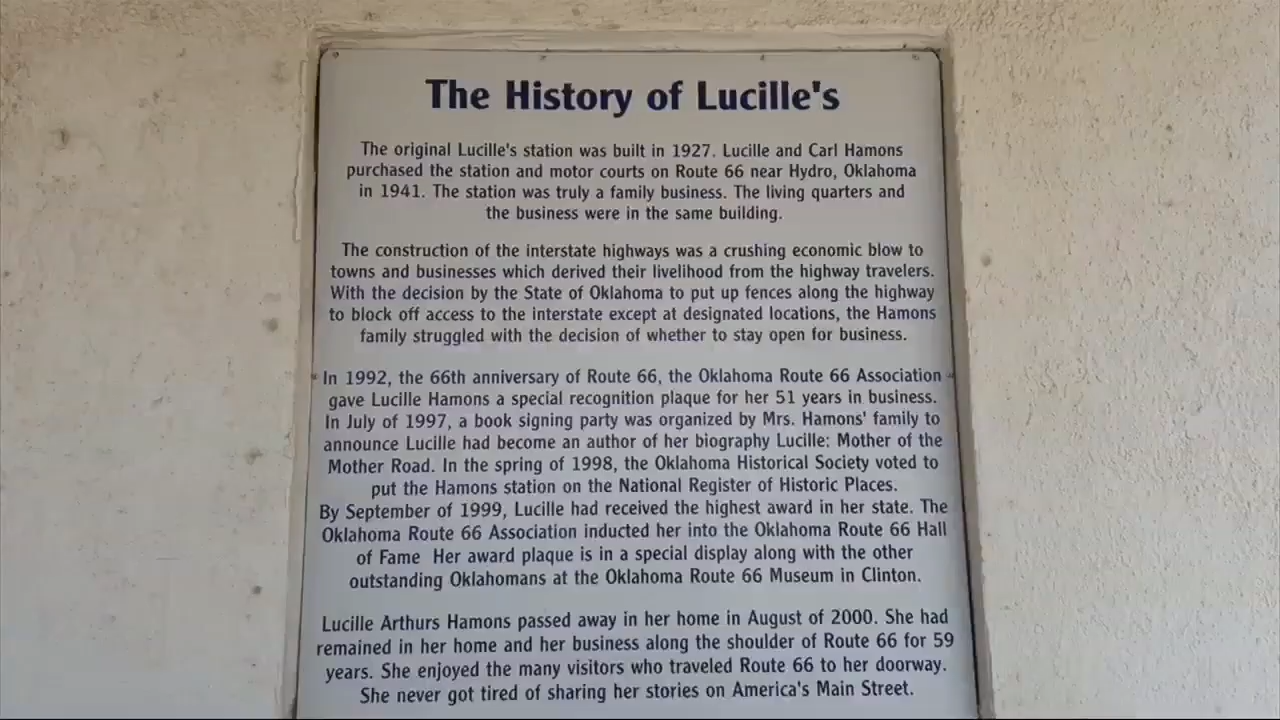 The History of Lucille's
The original Lucille's station was built in 1927. Lucille and Carl Hamons
purchased the station and motor courts on Route 66 near Hydro, Oklahoma
in 1941. The station was truly a family business. The living quarters and
the business were in the same building.
The construction of the interstate highways was a crushing economic blow to
towns and businesses which derived their livelihood from the highway travelers.
With the decision by the State of Oklahoma to put up fences along the highway
to block off access to the interstate except at designated locations, the Hamons
family struggled with the decision of whether to stay open for business.
In 1992, the 66th anniversary of Route 66, the Oklahoma Route 66 Association
gave Lucille Hamons a special recognition plaque for her 51 years in business.
In July of 1997, a book signing party was organized by Mrs. Hamons' family to
announce Lucille had become an author of her biography Lucille: Mother of the
Mother Road. In the spring of 1998, the Oklahoma Historical Society voted to
put the Hamons station on the National Register of Historic Places.
By September of 1999, Lucille had received the highest award in her state. The
Oklahoma Route 66 Association inducted her into the Oklahoma Route 66 Hall
of Fame Her award plaque is in a special display along with the other
outstanding Oklahomans at the Oklahoma Route 66 Museum in Clinton.
Lucille Arthurs Hamons passed away in her home in August of 2000. She had
remained in her home and her business along the shoulder of Route 66 for 59
years. She enjoyed the many visitors who traveled Route 66 to her doorway.
She never got tired of sharing her stories on America's Main Street.